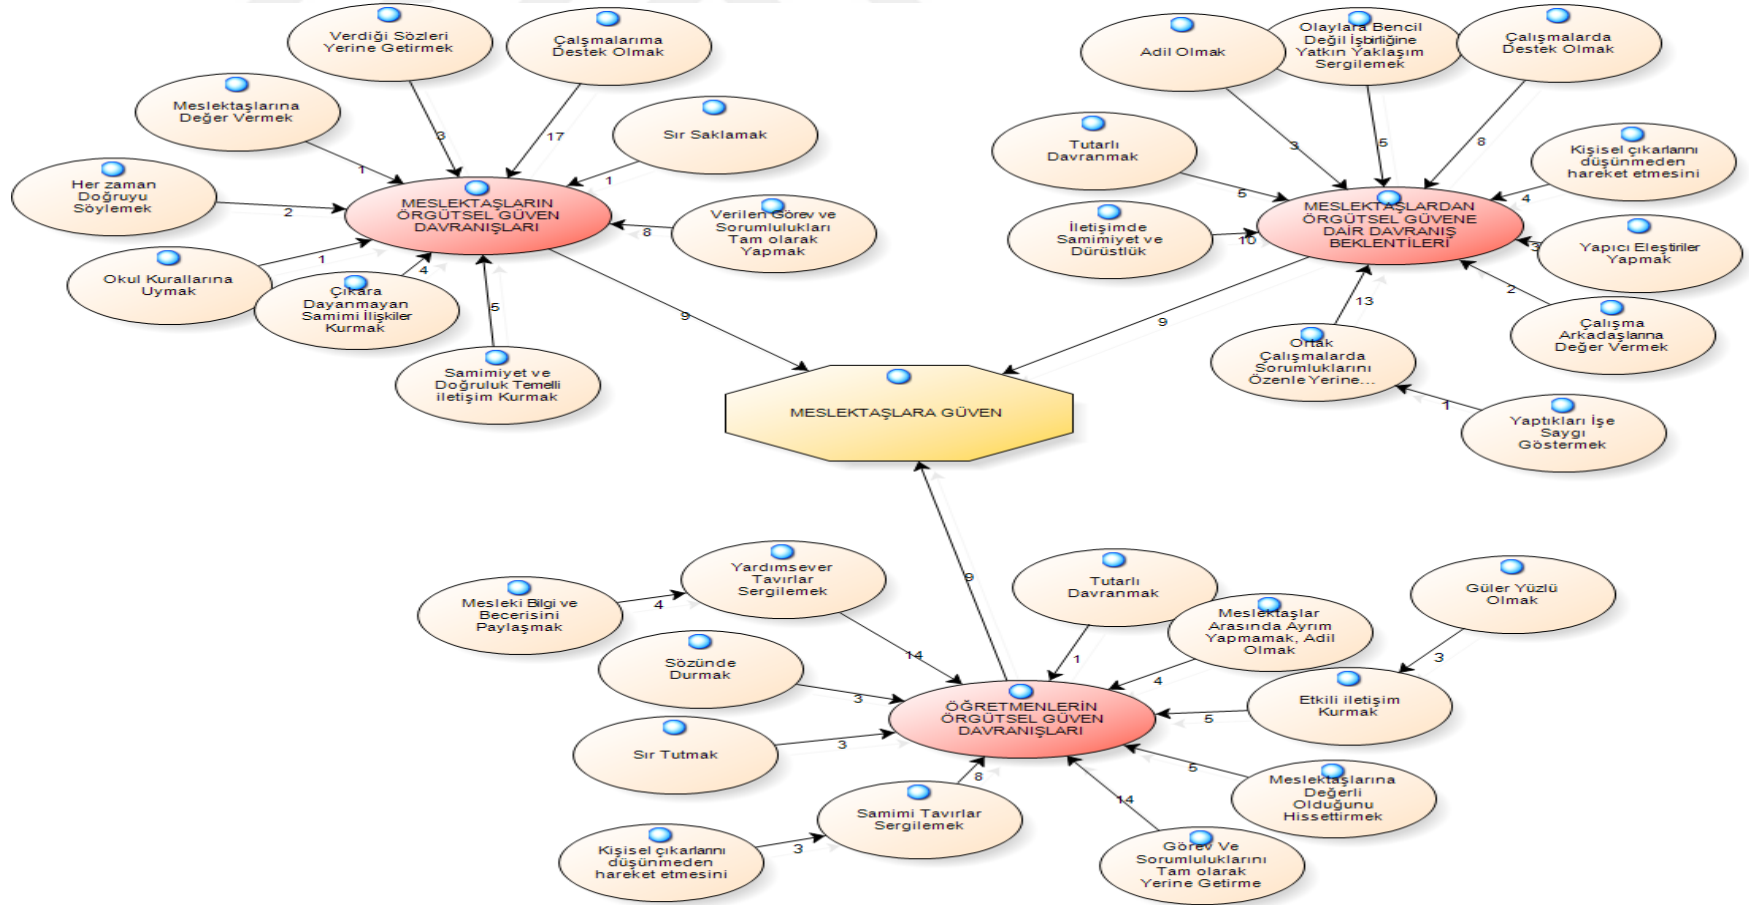 Verdiği Sözleri
Yerine Getirmek
Çalşmalarıma
Destek Olmak
Meslektaşlarına
Değer Vermek
Sır Saklamak
Her zaman
Doğruyu
Söylemek
MESLEKTAŞLARIN
ÖRGÜTSEL GÜVEN
DAVRANIŞLARI
Verilen Görev ve
Sorumlulukları
Tam olarak
Yapmak
Okul Kurallarına
Uymak
Çıkara
Dayanmayan
Samimi İlişkiler
Kurmak
Samimiyet ve
Doğruluk Temelli
iletişim Kurmak
3
17
1
1
2
8
1
4
5
9
Adil Olmak
Olaylara Bencil
Değil İşbirliğine
Yatkın Yaklaşım
Sergilemek
Çalışmalarda
Destek Olmak
Tutarlı
Davranmak
Kişisel çıkarlarını
düşünmeden
hareket etmesini
İletişimde
Samimiyet ve
Dürüstlük
MESLEKTAŞLARDAN
ÖRGÜTSEL GÜVENE
DAİR DAVRANIŞ
BEKLENTİLERİ
Yapıcı Eleştiriler
Yapmak
Çalışma
Arkadaşlarına
Değer Vermek
Ortak
Çalışmalarda
Sorumluklarını
Özenle Yerine...
Yaptıkları İşe
Saygı
Göstermek
3
5
8
5
4
10
3
2
13
1
9
MESLEKTAŞLARA GÜVEN
9
Yardımsever
Tavırlar
Sergilemek
Tutarlı
Davranmak
Güler Yüzlü
Olmak
Mesleki Bilgi ve
Becerisini
Paylaşmak
Meslektaşlar
Arasında Ayrım
Yapmamak, Adil
Olmak
Sözünde
Durmak
Etkili iletişim
Kurmak
ÖĞRETMENLERİN
ÖRGÜTSEL GÜVEN
DAVRANIŞLARI
Sır Tutmak
Meslektaşlarına
Değerli
Olduğunu
Hissettirmek
Samimi Tavırlar
Sergilemek
Kişisel çıkarlarını
düşünmeden
hareket etmesini
Görev Ve
Sorumluluklarını
Tam olarak
Yerine Getirme
4
14
1
4
3
3
5
3
5
8
14
3